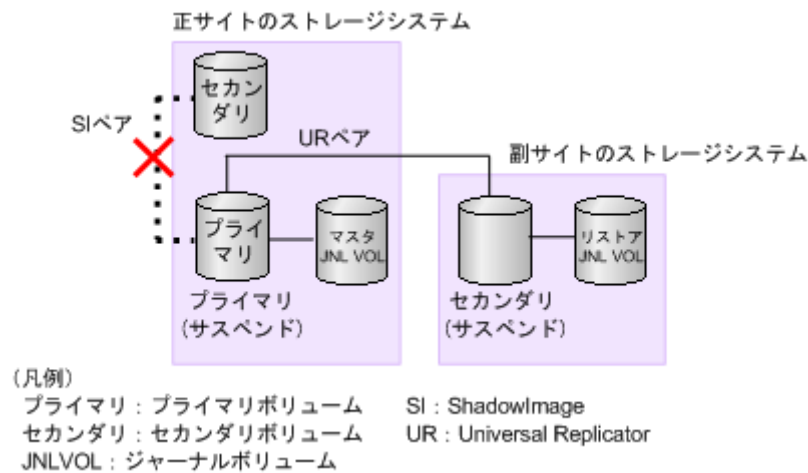 正サイトのストレージシステム
セカン
ダリ
SIペア
URペア
副サイトのストレージシステム
プライ
マリ
マスタ
JNL VOL
リストア
JNL VOL
プライマリ
(サスペンド)
セカンダリ
(サスペンド)
(凡例)
プライマリ：プライマリボリューム
SI：ShadowImage
セカンダリ：セカンダリボリューム
UR：Universal Replicator
JNLVOL：ジャーナルボリューム